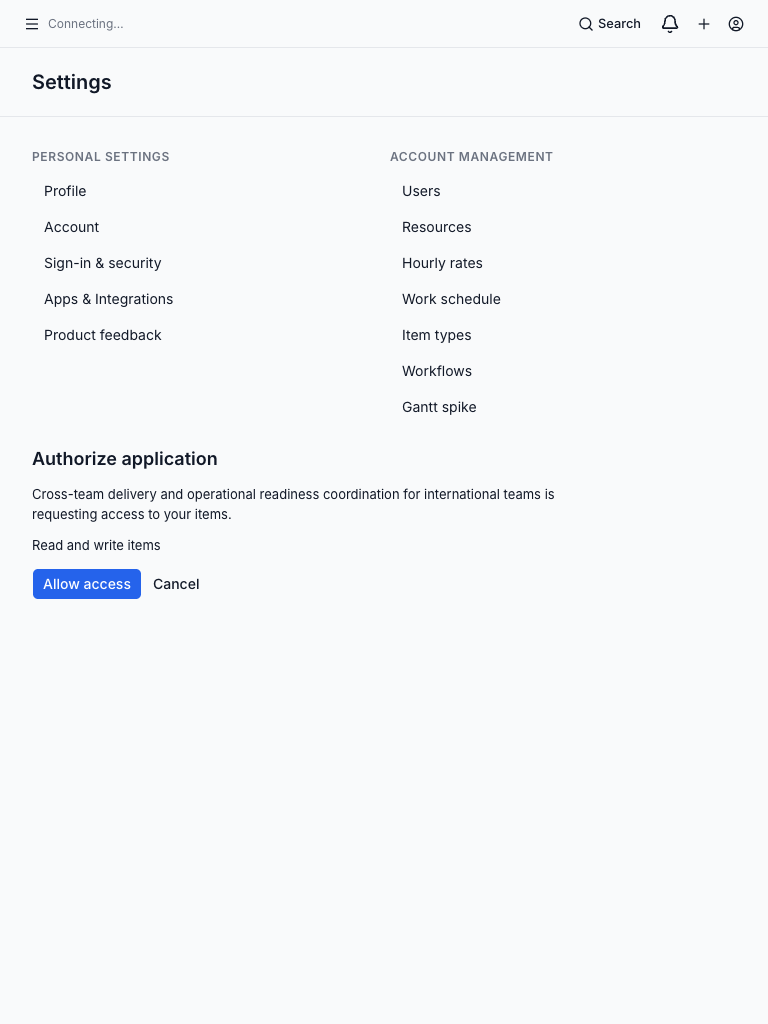 Connecting...
Search
Settings
PERSONAL SETTINGS
Profile
Account
Sign-in & security
Apps & Integrations
Product feedback
ACCOUNT MANAGEMENT
Users
Resources
Hourly rates
Work schedule
Item types
Workflows
Gantt spike
Authorize application
Cross-team delivery and operational readiness coordination for international teams is
requesting access to your items.
Read and write items
Allow access
Cancel